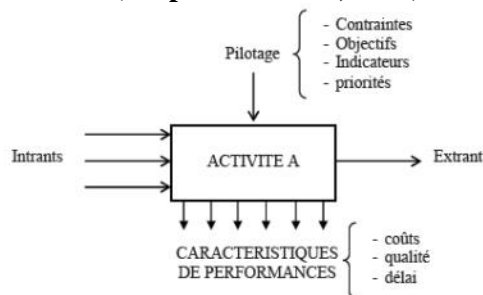 - Contraintes
- Objectifs
- Indicateurs
- priorités
Pilotage
Intrants
ACTIVITE A
Extrant
CARACTERISTIQUES
DE PERFORMANCES
- coûts
- qualité
- délai